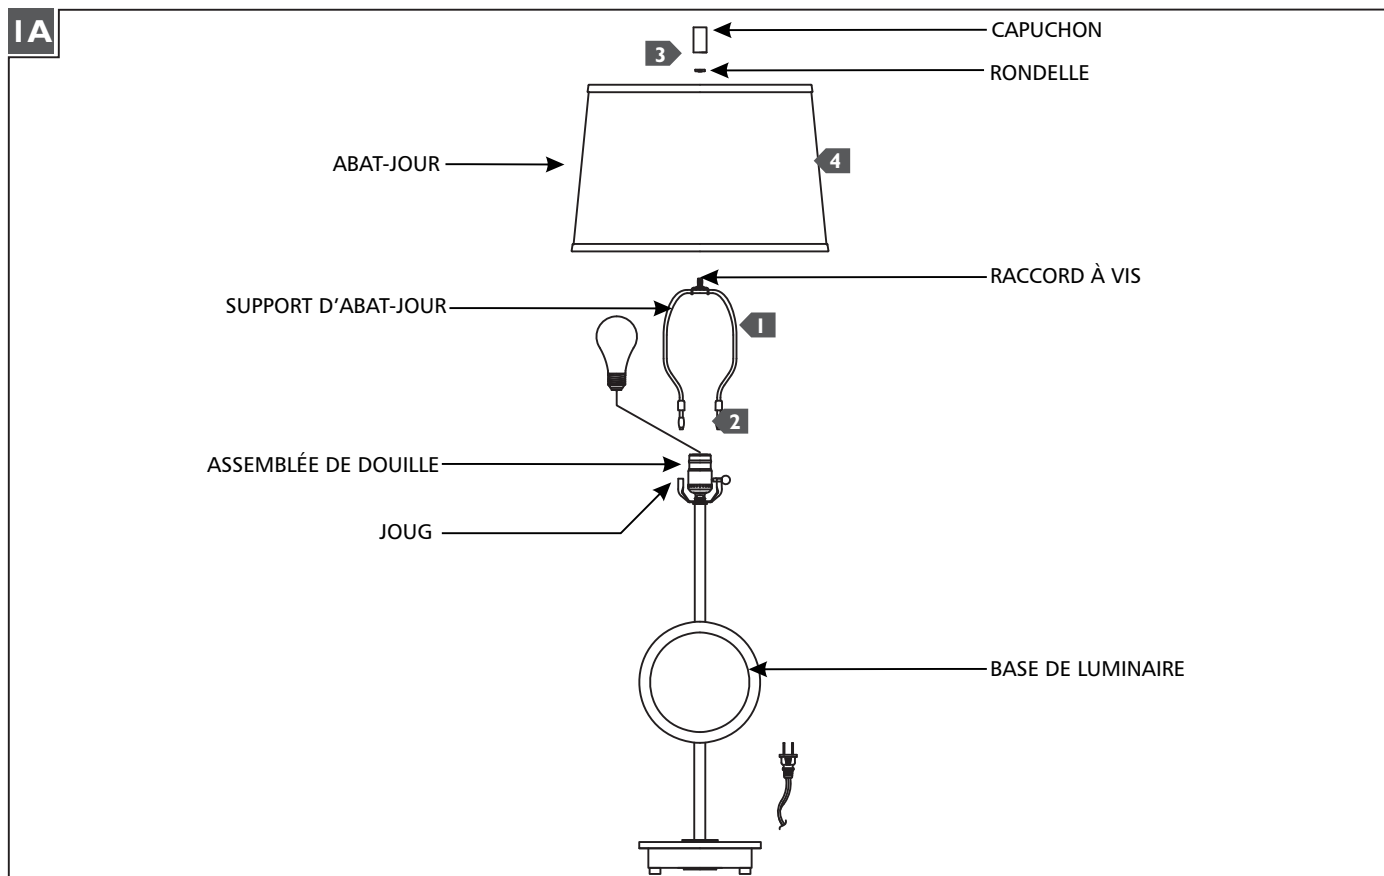 1A
CAPUCHON
3
RONDELLE
ABAT-JOUR
4
RACCORD À VIS
SUPPORT D’ABAT-JOUR
1
2
ASSEMBLÉE DE DOUILLE
JOUG
BASE DE LUMINAIRE